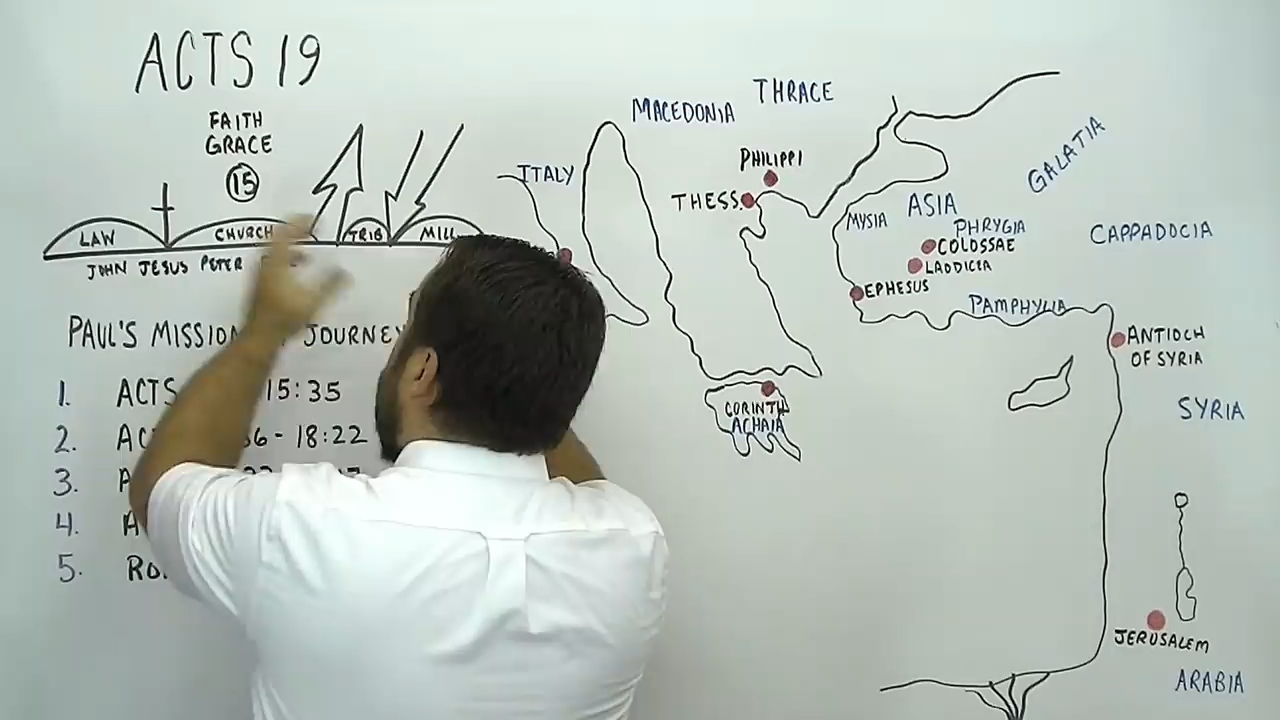 ACTS 19
FAITH
GRACE
15
LAW
CHURCH
TRIB
MILL
JOHN JESUS PETER
PAUL'S MISSION JOURNEY
1. ACTS 15:35
2. 36-18:22
3.
4.
5.
ITALY
MACEDONIA
THRACE
PHILIPPI
THESS.
GALATIA
MYSIA
ASIA
PHRYGIA
COLOSSAE
LAODICIA
CAPPADOCIA
EPHESUS
PAMPHYLIA
ANTIOCH
OF SYRIA
CORINTH
ACHAIA
SYRIA
JERUSALEM
ARABIA